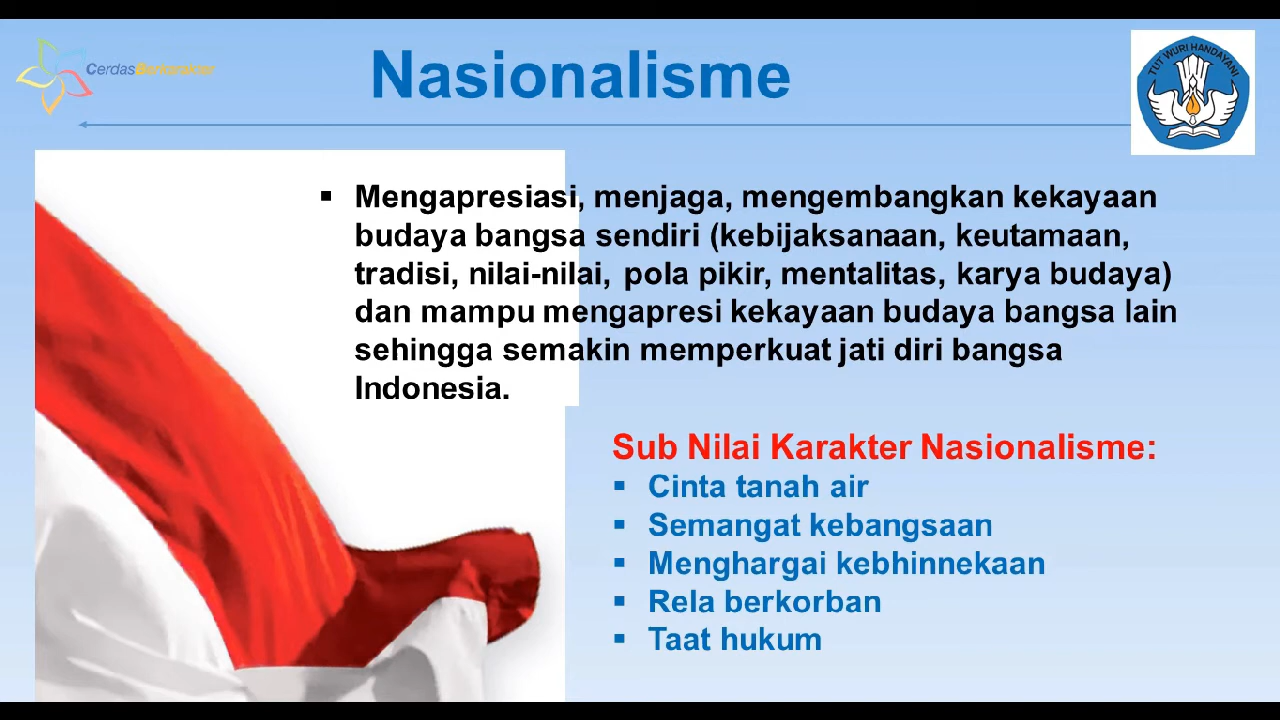 CerdasBerkarakter
Nasionalisme
TUT WURI HANDAYANI
▪ Mengapresiasi, menjaga, mengembangkan kekayaan
budaya bangsa sendiri (kebijaksanaan, keutamaan,
tradisi, nilai-nilai, pola pikir, mentalitas, karya budaya)
dan mampu mengapresi kekayaan budaya bangsa lain
sehingga semakin memperkuat jati diri bangsa
Indonesia.
Sub Nilai Karakter Nasionalisme:
▪ Cinta tanah air
▪ Semangat kebangsaan
▪ Menghargai kebhinnekaan
▪ Rela berkorban
▪ Taat hukum